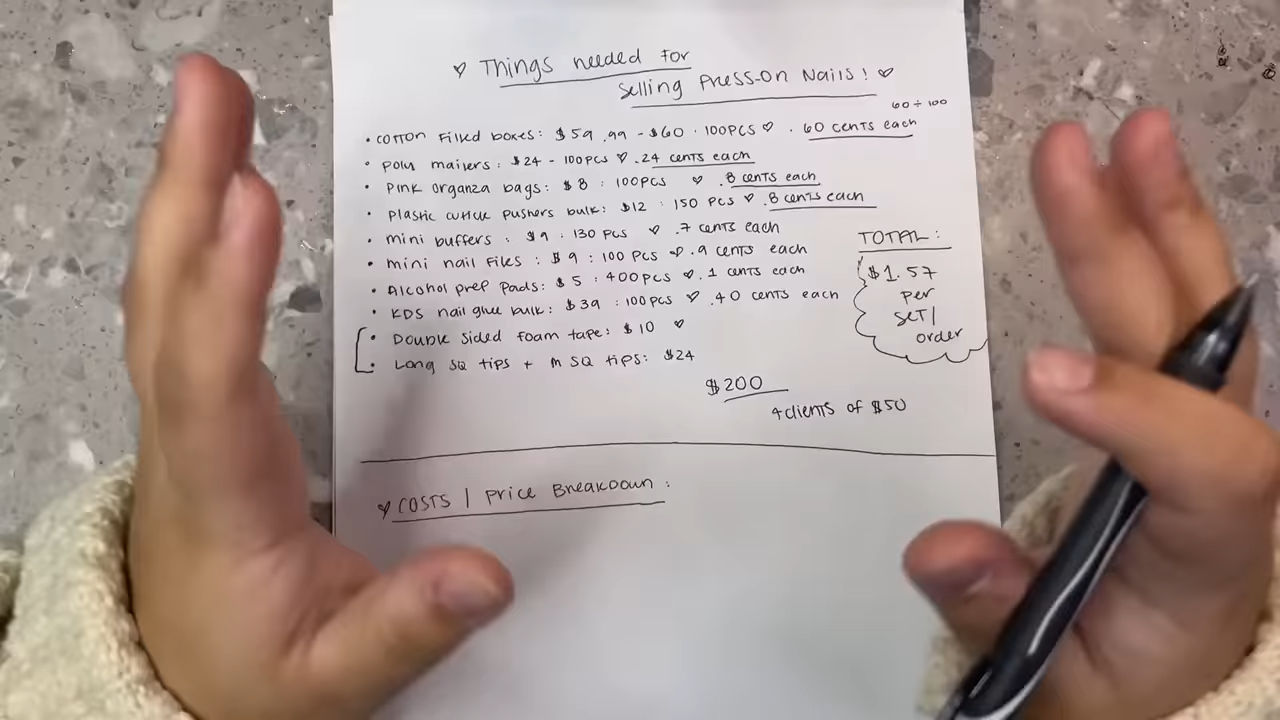 ♡ Things needed for
Selling Press-on Nails! ♡
60 ÷ 100
• cotton filled boxes: $59.99 - $60 · 100PCS ♡ . 60 cents each
• Poly mailers: $24 - 100pcs ♡ .24 cents each
• Pink organza bags: $8 : 100PCS ♡ .8 cents each
• Plastic cuticle pushers bulk: $12 : 150 PCS ♡ .8 cents each
• mini buffers : $9 : 130 PCS ♡ .7 cents each
• mini nail files : $9 : 100 PCS ♡ .9 cents each
• Alcohol prep pads: $5 : 400PCS ♡ .1 cents each
• KDS nail glue bulk: $39 :100PCS ♡ .40 cents each
• Double sided foam tape: $10 ♡
• Long SQ tips + M SQ tips: $24
TOTAL:
$1.57
per
set/
order
$200
4 clients of $50
♡ COSTS | Price Breakdown :